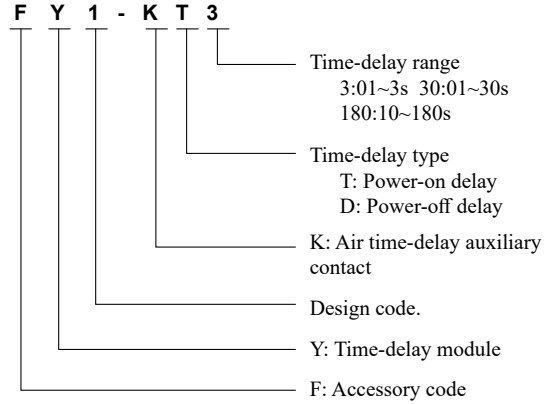 F Y 1 - K T 3
Time-delay range
3:01~3s 30:01~30s
180:10~180s
Time-delay type
T: Power-on delay
D: Power-off delay
K: Air time-delay auxiliary
contact
Design code.
Y: Time-delay module
F: Accessory code